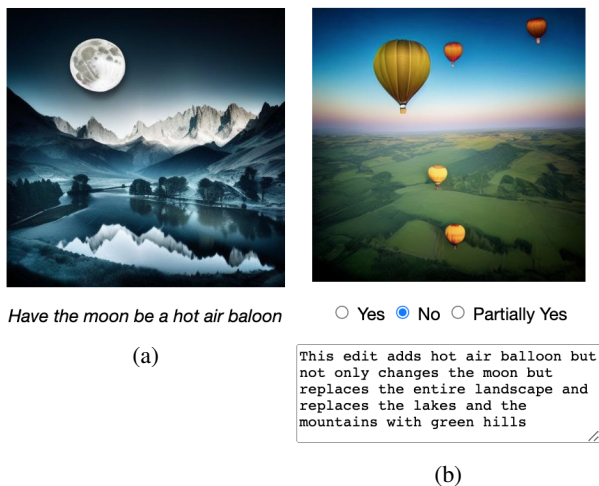 Have the moon be a hot air baloon
(a)
Yes No Partially Yes
This edit adds hot air balloon but
not only changes the moon but
replaces the entire landscape and
replaces the lakes and the
mountains with green hills
(b)